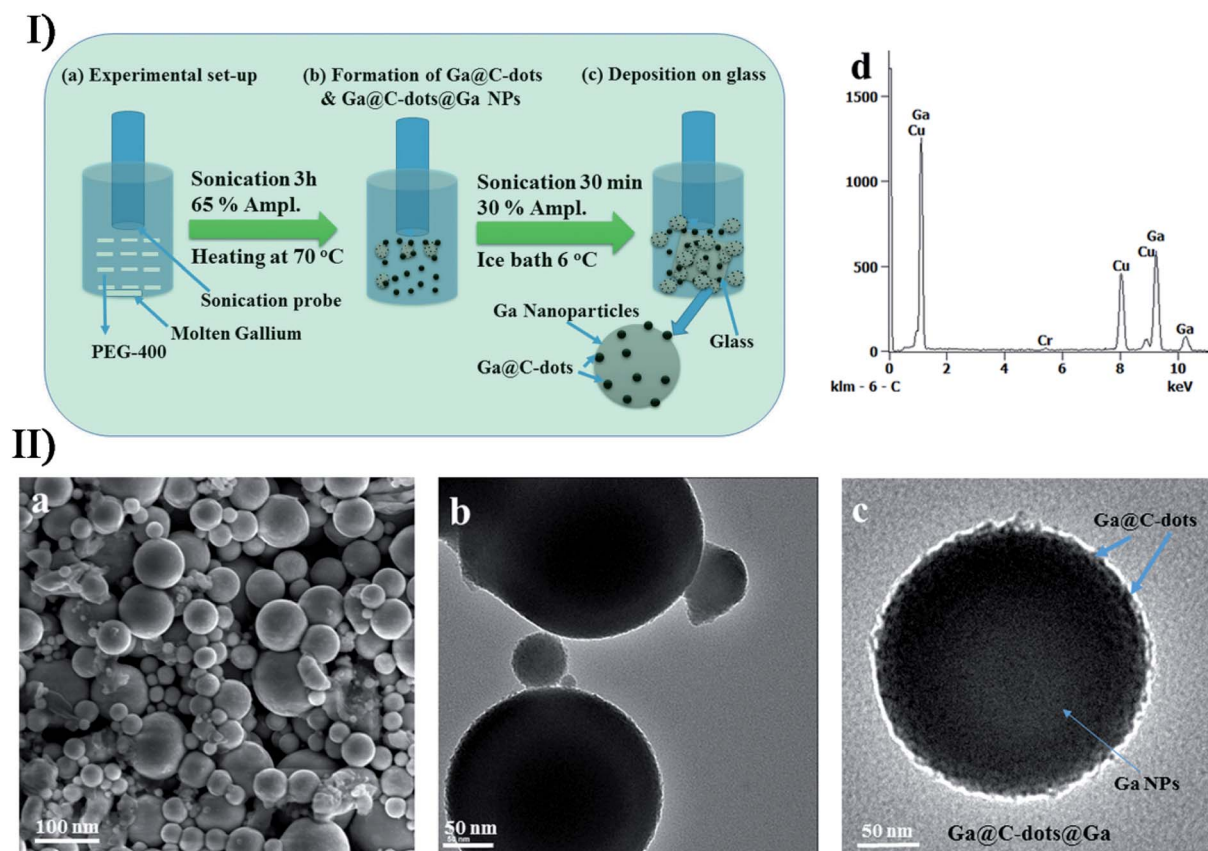 I)
(a) Experimental set-up
(b) Formation of Ga@C-dots
& Ga@C-dots@Ga NPs
(c) Deposition on glass
Sonication 3h
65 % Ampl.
Heating at 70 °C
Sonication 30 min
30 % Ampl.
Ice bath 6 °C
Sonication probe
Molten Gallium
PEG-400
Ga Nanoparticles
Ga@C-dots
Glass
d
1500
1000
500
0
Ga
Cu
Cr
Cu
Ga
Cu
Ga
0
2
4
6
8
10
klm - 6 - C
keV
II)
a
100 nm
b
50 nm
50 nm
c
Ga@C-dots
Ga NPs
50 nm
Ga@C-dots@Ga